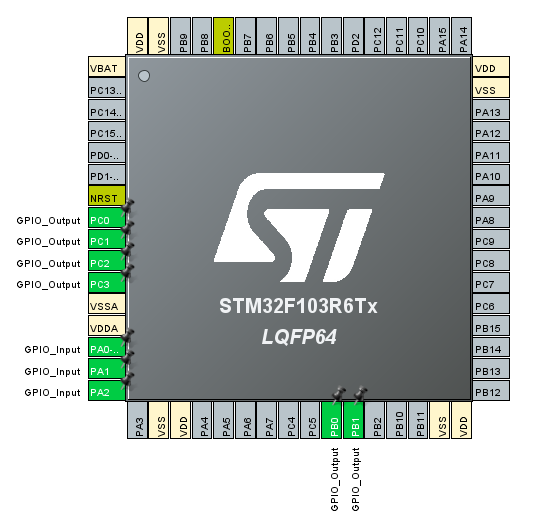 VDD
VSS
PB9
PB8
BOO..
PB7
PB6
PB5
PB4
PB3
PD2
PC12
PC11
PC10
PA15
PA14
VBAT
PC13..
PC14..
PC15..
PD0-..
PD1-..
NRST
GPIO_Output PC0
GPIO_Output PC1
GPIO_Output PC2
GPIO_Output PC3
VSSA
VDDA
GPIO_Input PA0-..
GPIO_Input PA1
GPIO_Input PA2
ST
STM32F103R6Tx
LQFP64
VDD
VSS
PA13
PA12
PA11
PA10
PA9
PA8
PC9
PC8
PC7
PC6
PB15
PB14
PB13
PB12
PA3
VSS
VDD
PA4
PA5
PA6
PA7
PC4
PC5
PB0
PB1
PB2
PB10
PB11
VSS
VDD
GPIO_Output
GPIO_Output